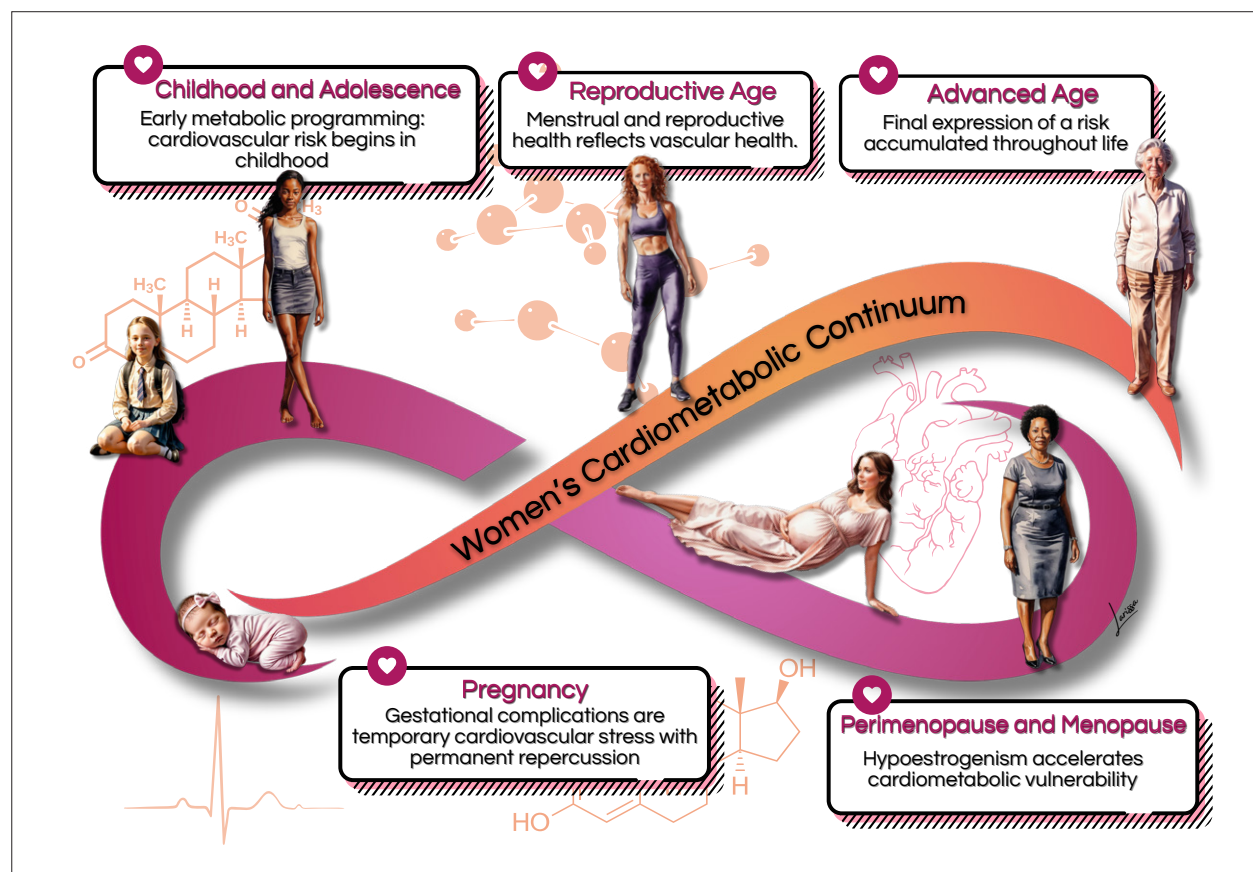 Childhood and Adolescence
Early metabolic programming:
cardiovascular risk begins in
childhood
Reproductive Age
Menstrual and reproductive
health reflects vascular health.
Advanced Age
Final expression of a risk
accumulated throughout life
O
H₃
H₃C
H₃C
H
H
H
O
Women's Cardiometabolic Continuum
Larissa
Pregnancy
Gestational complications are
temporary cardiovascular stress with
permanent repercussion
OH
H
HO
Perimenopause and Menopause
Hypoestrogenism accelerates
cardiometabolic vulnerability